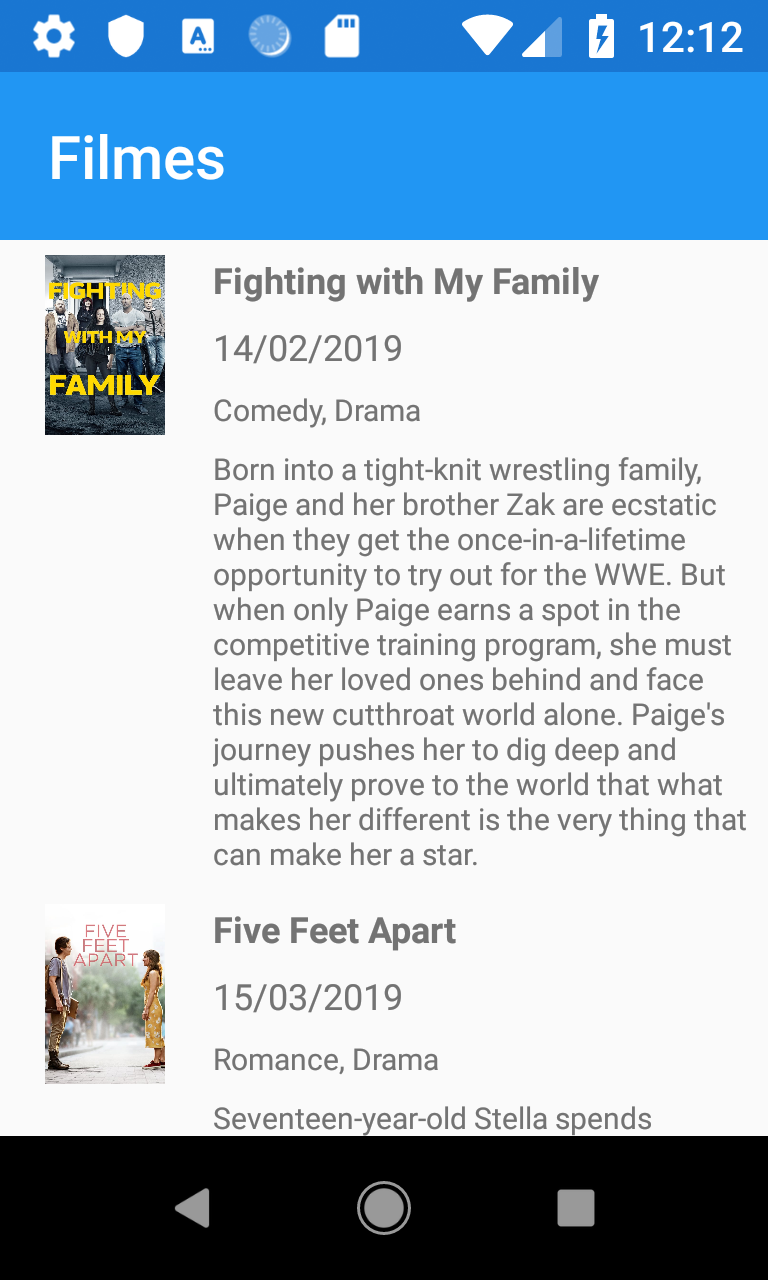 12:12
Filmes
FIGHTING
WITH MY
FAMILY
Fighting with My Family
14/02/2019
Comedy, Drama
Born into a tight-knit wrestling family,
Paige and her brother Zak are ecstatic
when they get the once-in-a-lifetime
opportunity to try out for the WWE. But
when only Paige earns a spot in the
competitive training program, she must
leave her loved ones behind and face
this new cutthroat world alone. Paige's
journey pushes her to dig deep and
ultimately prove to the world that what
makes her different is the very thing that
can make her a star.
FIVE
FEET
APART
Five Feet Apart
15/03/2019
Romance, Drama
Seventeen-year-old Stella spends